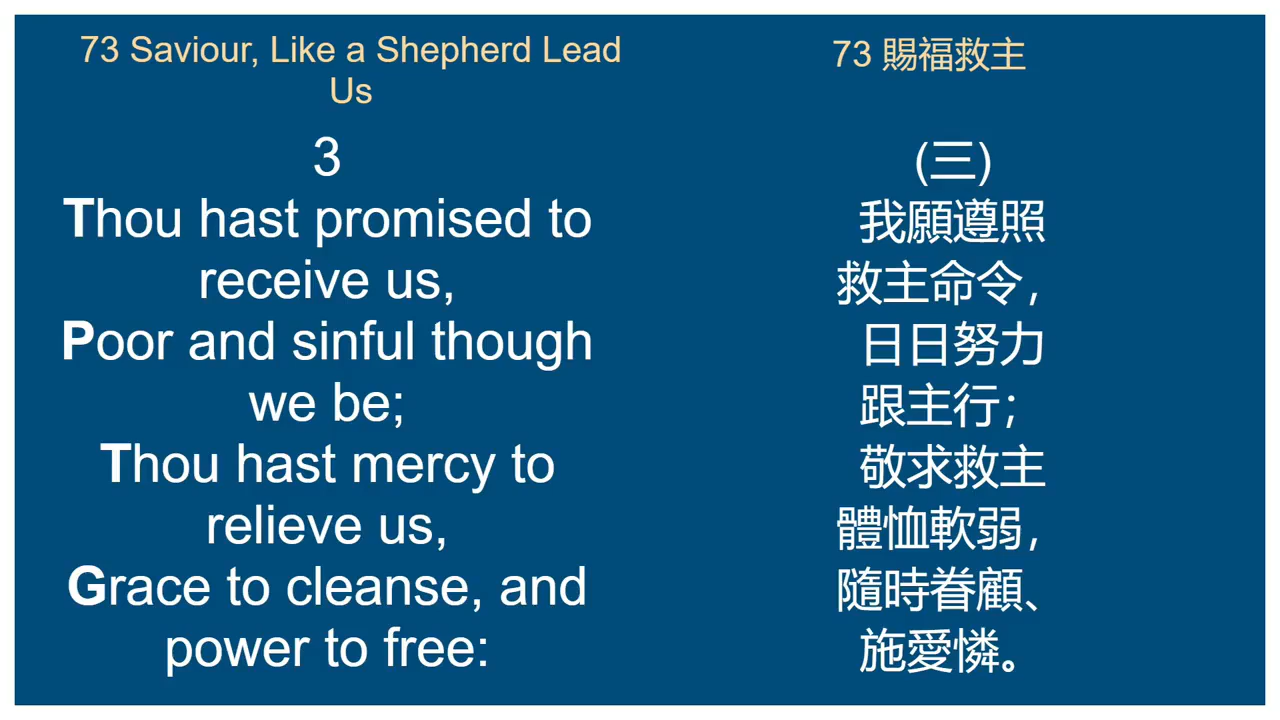 73 Saviour, Like a Shepherd Lead
Us
3
Thou hast promised to
receive us,
Poor and sinful though
we be;
Thou hast mercy to
relieve us,
Grace to cleanse, and
power to free:
73 賜福救主
(三)
我願遵照
救主命令，
日日努力
跟主行；
敬求救主
體恤軟弱，
隨時眷顧、
施愛憐。